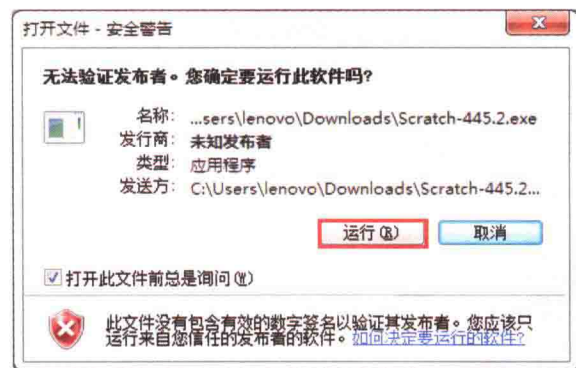 打开文件 - 安全警告
无法验证发布者。您确定要运行此软件吗?
名称: ...sers\lenovo\Downloads\Scratch-445.2.exe
发行商: 未知发布者
类型: 应用程序
发送方: C:\Users\lenovo\Downloads\Scratch-445.2...
运行(R) 取消
打开此文件前总是询问(W)
此文件没有包含有效的数字签名以验证其发布者。您应该只
运行来自您信任的发布者的软件。如何决定要运行的软件?